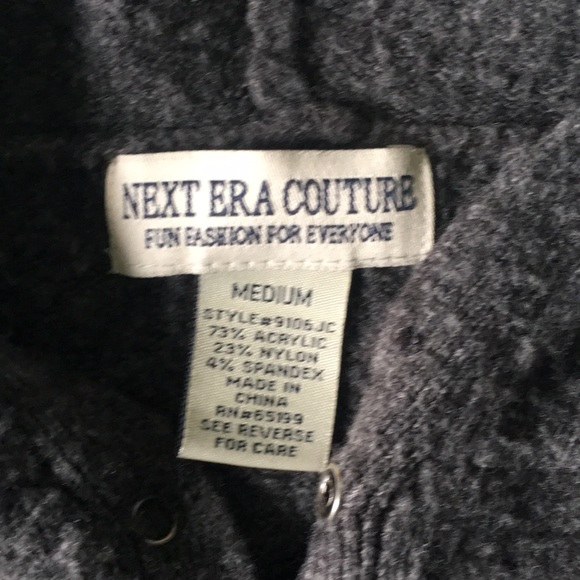 NEXT ERA COUTURE
FUN FASHION FOR EVERYONE
MEDIUM
STYLE#9106JC
73% ACRYLIC
23% NYLON
4% SPANDEX
MADE IN
CHINA
RN#65199
SEE REVERSE
FOR CARE